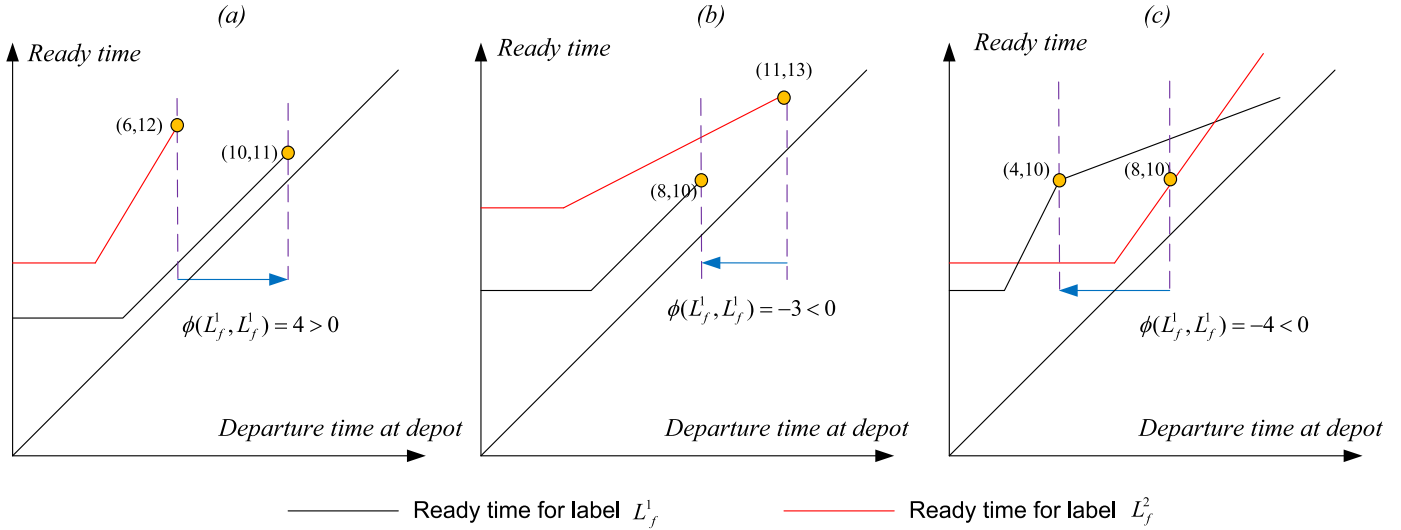 (a)
Ready time
(6,12)
(10,11)
ϕ(L_f^1, L_f^1) = 4 > 0
Departure time at depot
(b)
Ready time
(11,13)
(8,10)
ϕ(L_f^1, L_f^1) = −3 < 0
Departure time at depot
(c)
Ready time
(4,10)
(8,10)
ϕ(L_f^1, L_f^1) = −4 < 0
Departure time at depot
Ready time for label L_f^1
Ready time for label L_f^2